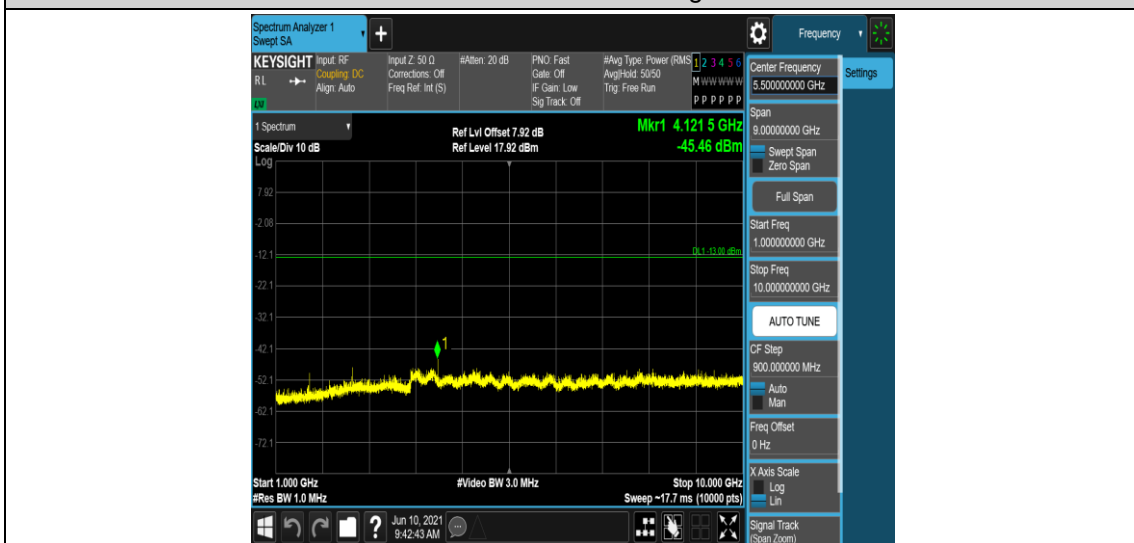 Spectrum Analyzer 1
Swept SA
Frequency
KEYSIGHT
RL
Input: RF
Coupling: DC
Align: Auto
Input Z: 50 Ω
Corrections: Off
Freq Ref: Int (S)
#Atten: 20 dB
PNO: Fast
Gate: Off
IF Gain: Low
Sig Track: Off
#Avg Type: Power (RMS
Avg|Hold: 50/50
Trig: Free Run
1 2 3 4 5 6
M W W W W W
P P P P P P
1 Spectrum
Scale/Div 10 dB
Log
Ref Lvl Offset 7.92 dB
Ref Level 17.92 dBm
Mkr1 4.121 5 GHz
-45.46 dBm
7.92
-2.08
-12.1
-22.1
-32.1
-42.1
-52.1
-62.1
-72.1
DL1 -13.00 dBm
1
Start 1.000 GHz
#Res BW 1.0 MHz
#Video BW 3.0 MHz
Stop 10.000 GHz
Sweep ~17.7 ms (10000 pts)
Center Frequency
5.500000000 GHz
Settings
Span
9.00000000 GHz
Swept Span
Zero Span
Full Span
Start Freq
1.000000000 GHz
Stop Freq
10.000000000 GHz
AUTO TUNE
CF Step
900.000000 MHz
Auto
Man
Freq Offset
0 Hz
X Axis Scale
Log
Lin
Signal Track
(Span Zoom)
?
Jun 10, 2021
9:42:43 AM